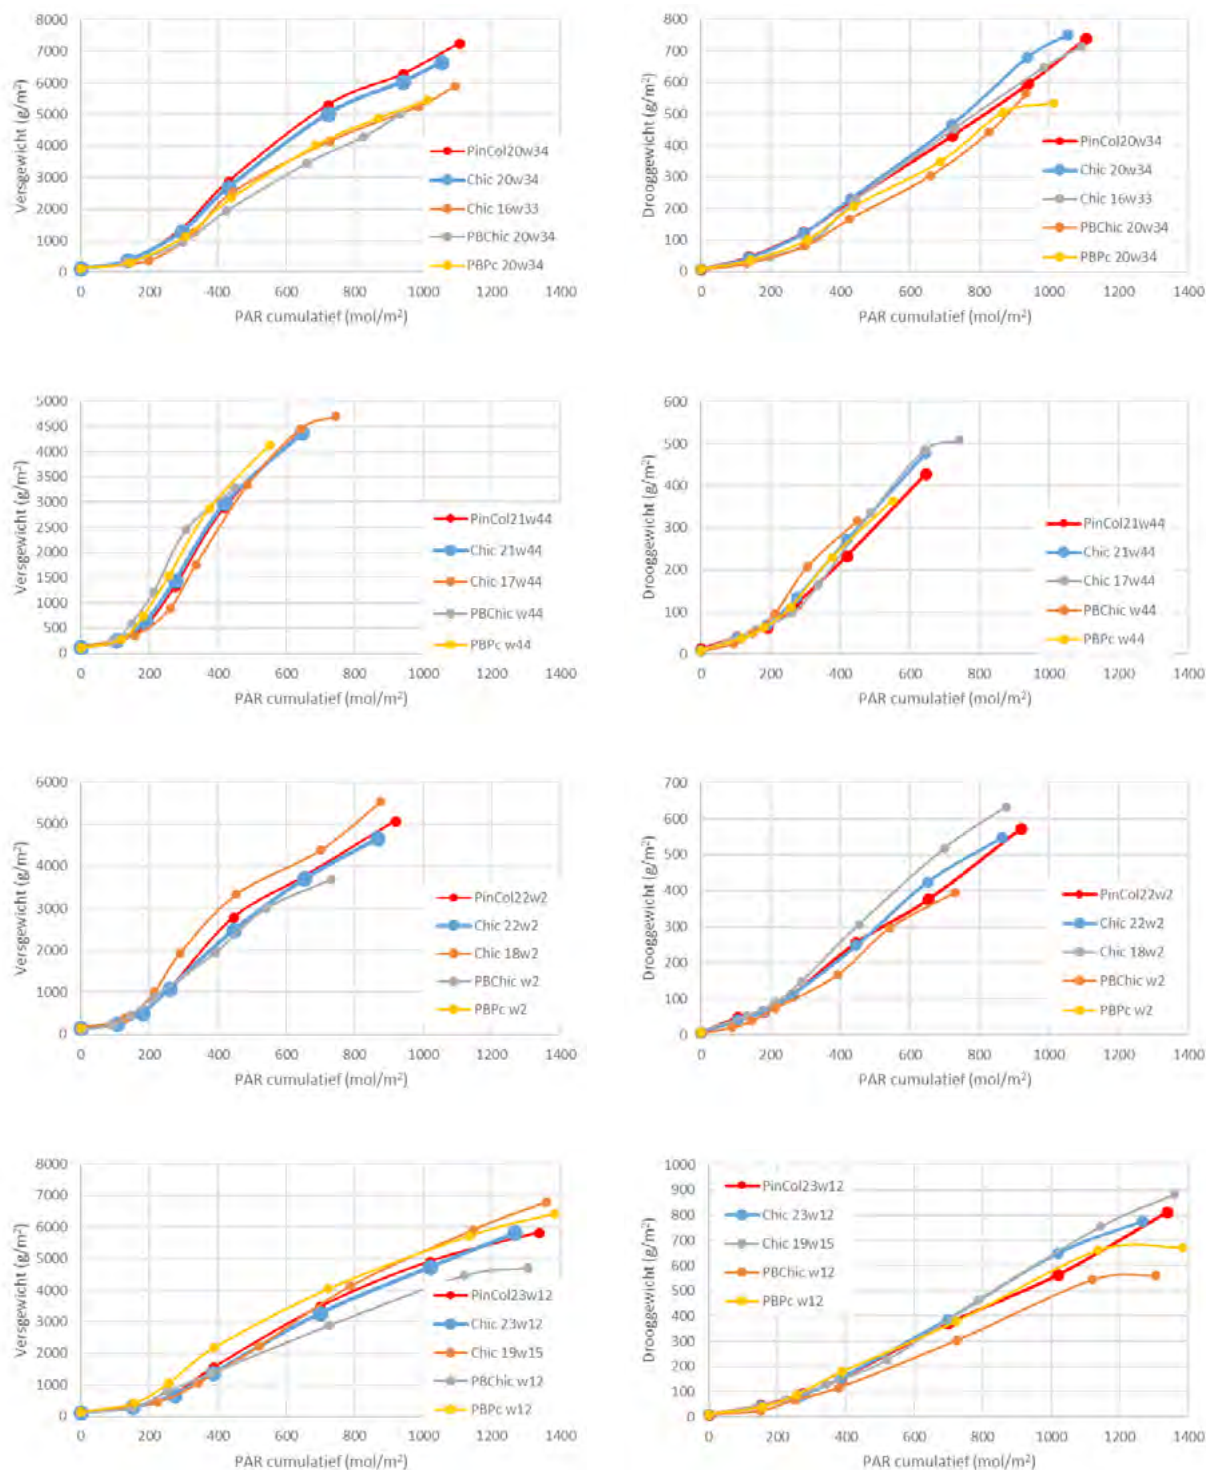 8000
7000
6000
5000
4000
3000
2000
1000
0
Versgewicht (g/m²)
PinCol20w34
Chic 20w34
Chic 16w33
PBChic 20w34
PBPc 20w34
0 200 400 600 800 1000 1200 1400
PAR cumulatief (mol/m²)
800
700
600
500
400
300
200
100
0
Drooggewicht (g/m²)
PinCol20w34
Chic 20w34
Chic 16w33
PBChic 20w34
PBPc 20w34
0 200 400 600 800 1000 1200 1400
PAR cumulatief (mol/m²)
5000
4500
4000
3500
3000
2500
2000
1500
1000
500
0
Versgewicht (g/m²)
PinCol21w44
Chic 21w44
Chic 17w44
PBChic w44
PBPc w44
0 200 400 600 800 1000 1200 1400
PAR cumulatief (mol/m²)
600
500
400
300
200
100
0
Drooggewicht (g/m²)
PinCol21w44
Chic 21w44
Chic 17w44
PBChic w44
PBPc w44
0 200 400 600 800 1000 1200 1400
PAR cumulatief (mol/m²)
6000
5000
4000
3000
2000
1000
0
Versgewicht (g/m²)
PinCol22w2
Chic 22w2
Chic 18w2
PBChic w2
PBPc w2
0 200 400 600 800 1000 1200 1400
PAR cumulatief (mol/m²)
700
600
500
400
300
200
100
0
Drooggewicht (g/m²)
PinCol22w2
Chic 22w2
Chic 18w2
PBChic w2
PBPc w2
0 200 400 600 800 1000 1200 1400
PAR cumulatief (mol/m²)
8000
7000
6000
5000
4000
3000
2000
1000
0
Versgewicht (g/m²)
PinCol23w12
Chic 23w12
Chic 19w15
PBChic w12
PBPc w12
0 200 400 600 800 1000 1200 1400
PAR cumulatief (mol/m²)
1000
900
800
700
600
500
400
300
200
100
0
Drooggewicht (g/m²)
PinCol23w12
Chic 23w12
Chic 19w15
PBChic w12
PBPc w12
0 200 400 600 800 1000 1200 1400
PAR cumulatief (mol/m²)